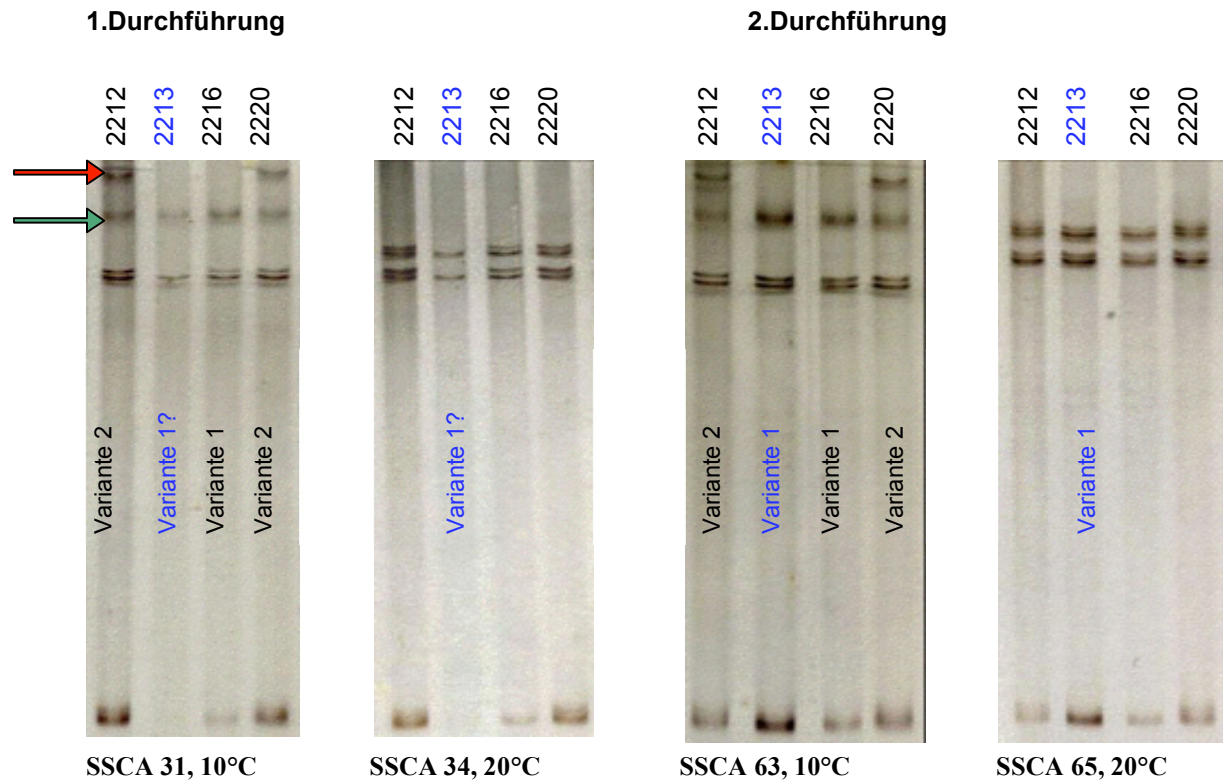 1.Durchführung
2.Durchführung
2212
2213
2216
2220
2212
2213
2216
2220
2212
2213
2216
2220
2212
2213
2216
2220
Variante 2
Variante 1?
Variante 1
Variante 2
Variante 1?
Variante 2
Variante 1
Variante 1
Variante 2
Variante 1
SSCA 31, 10°C
SSCA 34, 20°C
SSCA 63, 10°C
SSCA 65, 20°C